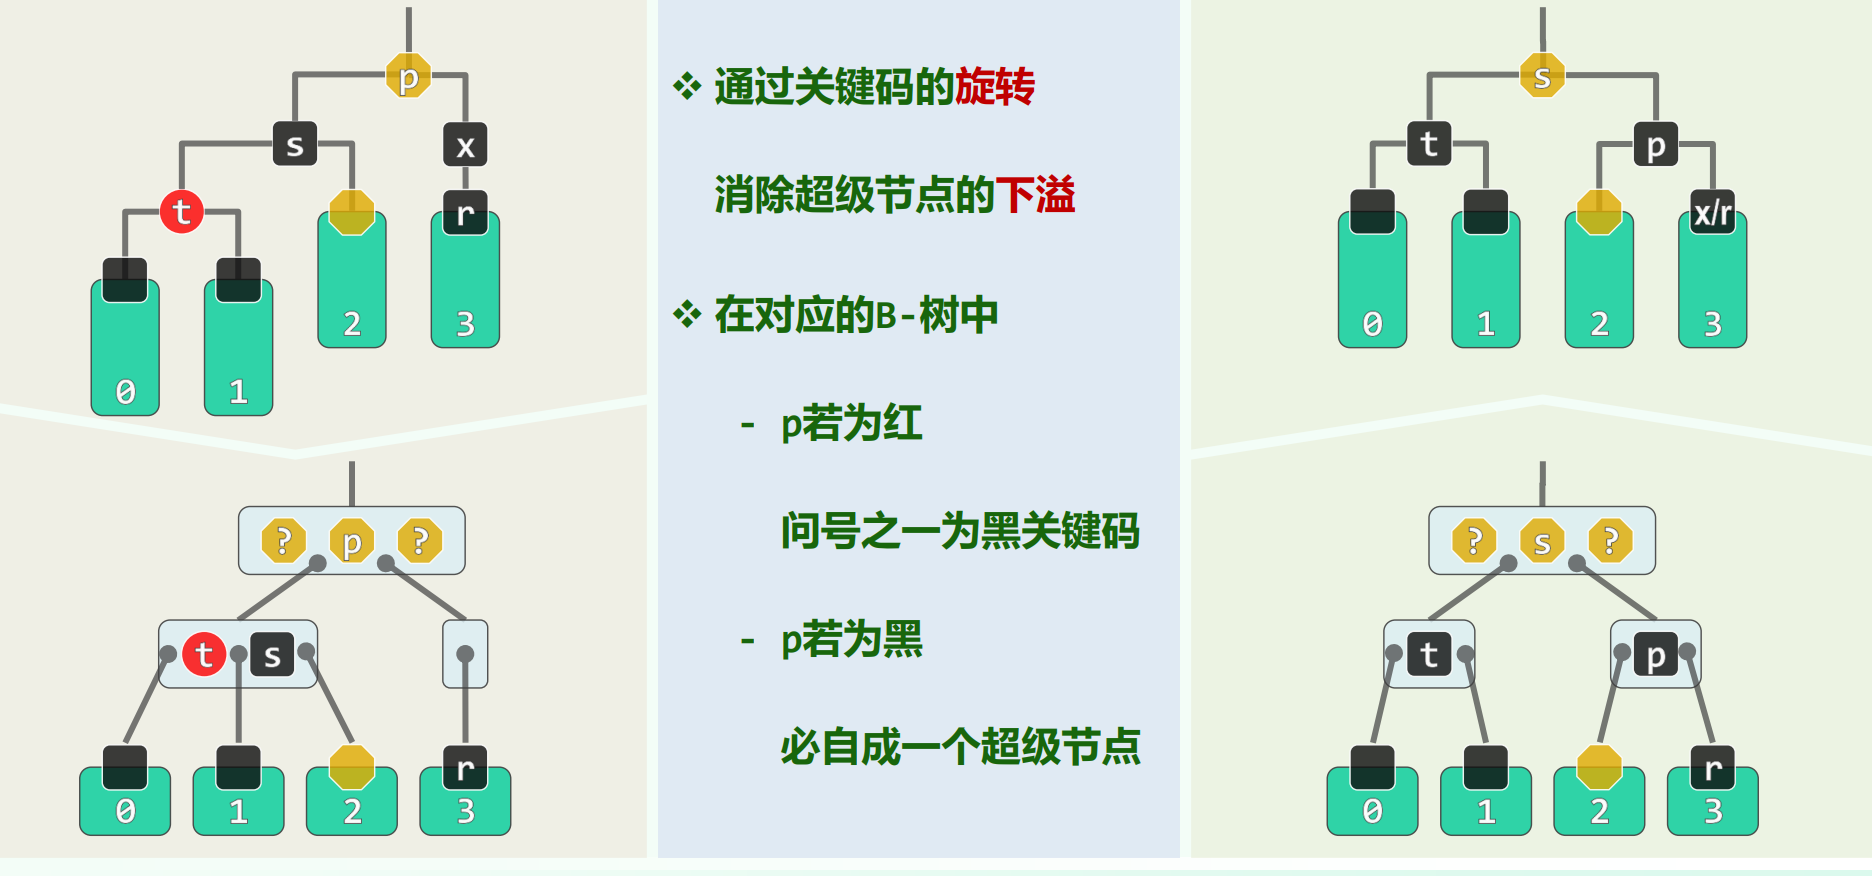 p
s
x
t
r
2
3
0
1
? p ?
t s
r
0
1
2
3
❖ 通过关键码的旋转
消除超级节点的下溢
❖ 在对应的B-树中
- p若为红
问号之一为黑关键码
- p若为黑
必自成一个超级节点
s
t
p
x/r
0
1
2
3
? s ?
t
p
r
0
1
2
3